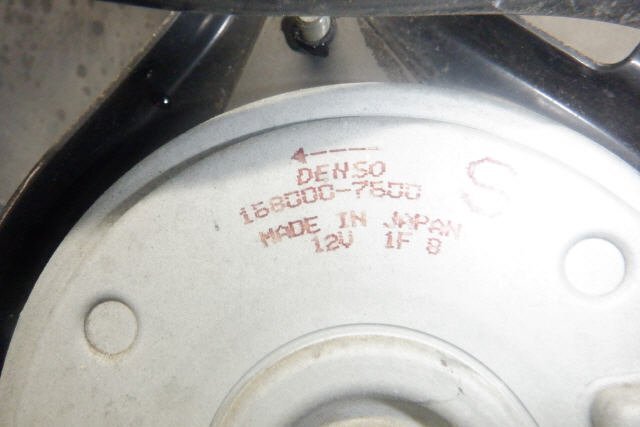 DENSO
168000-7600
MADE IN JAPAN
12V 1F 8
S